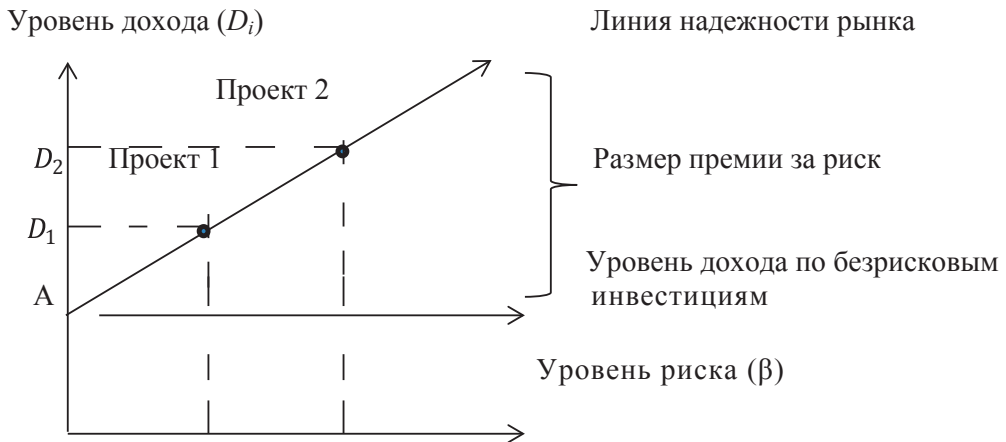 Уровень дохода (Di)
Линия надежности рынка
Проект 2
D2
Проект 1
Размер премии за риск
D1
A
Уровень дохода по безрисковым
инвестициям
Уровень риска (β)